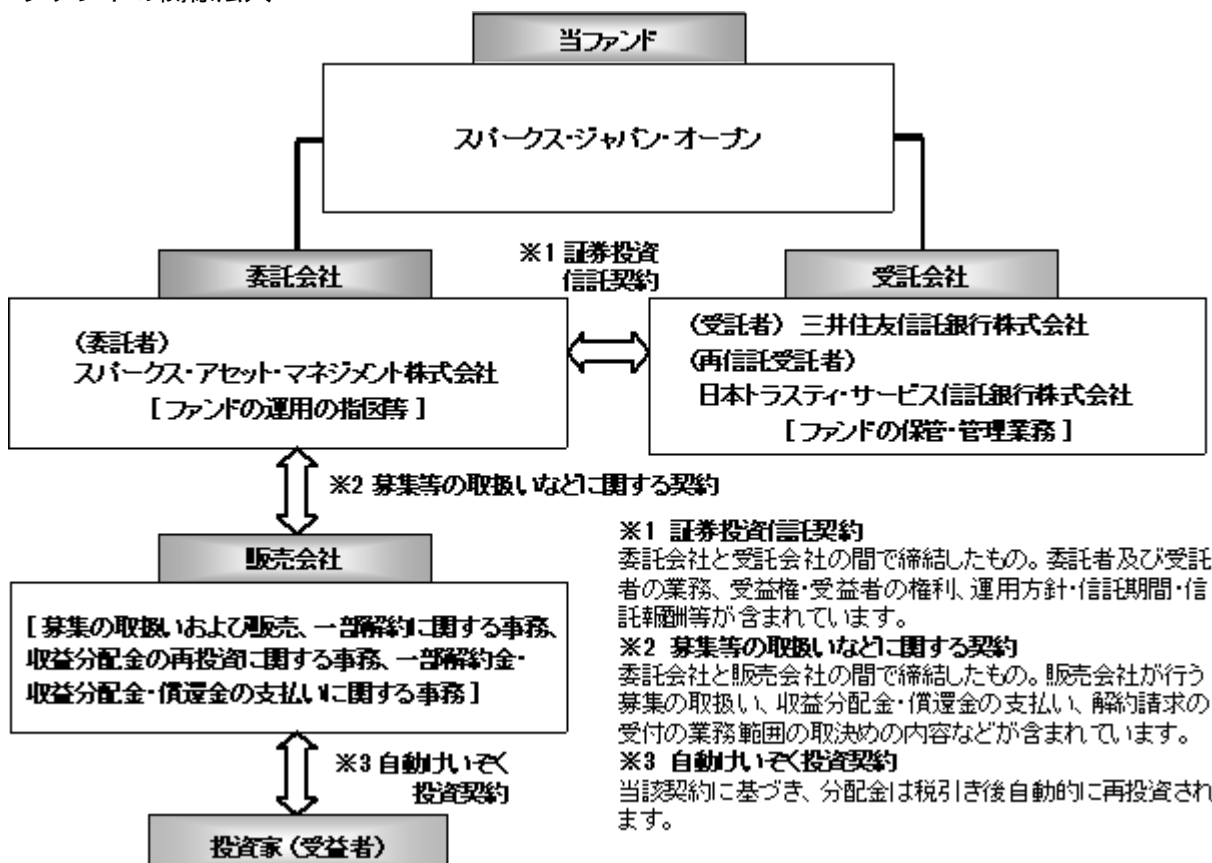 当ファンド
スパークス・ジャパン・オープン
※1 証券投資
信託契約
委託会社
(委託者)
スパークス・アセット・マネジメント株式会社
[ ファンドの運用の指図等 ]
受託会社
(受託者) 三井住友信託銀行株式会社
(再信託受託者)
日本トラスティ・サービス信託銀行株式会社
[ ファンドの保管・管理業務 ]
※2 募集等の取扱いなどに関する契約
販売会社
[ 募集の取扱いおよび販売、一部解約に関する事務、
収益分配金の再投資に関する事務、一部解約金・
収益分配金・償還金の支払いに関する事務 ]
※3 自動けいぞく
投資契約
投資家 (受益者)
※1 証券投資信託契約
委託会社と受託会社の間で締結したもの。委託者及び受託
者の業務、受益権・受益者の権利、運用方針・信託期間・信
託報酬等が含まれています。
※2 募集等の取扱いなどに関する契約
委託会社と販売会社の間で締結したもの。販売会社が行う
募集の取扱い、収益分配金・償還金の支払い、解約請求の
受付の業務範囲の取決めの内容などが含まれています。
※3 自動けいぞく投資契約
当該契約に基づき、分配金は税引き後自動的に再投資され
ます。